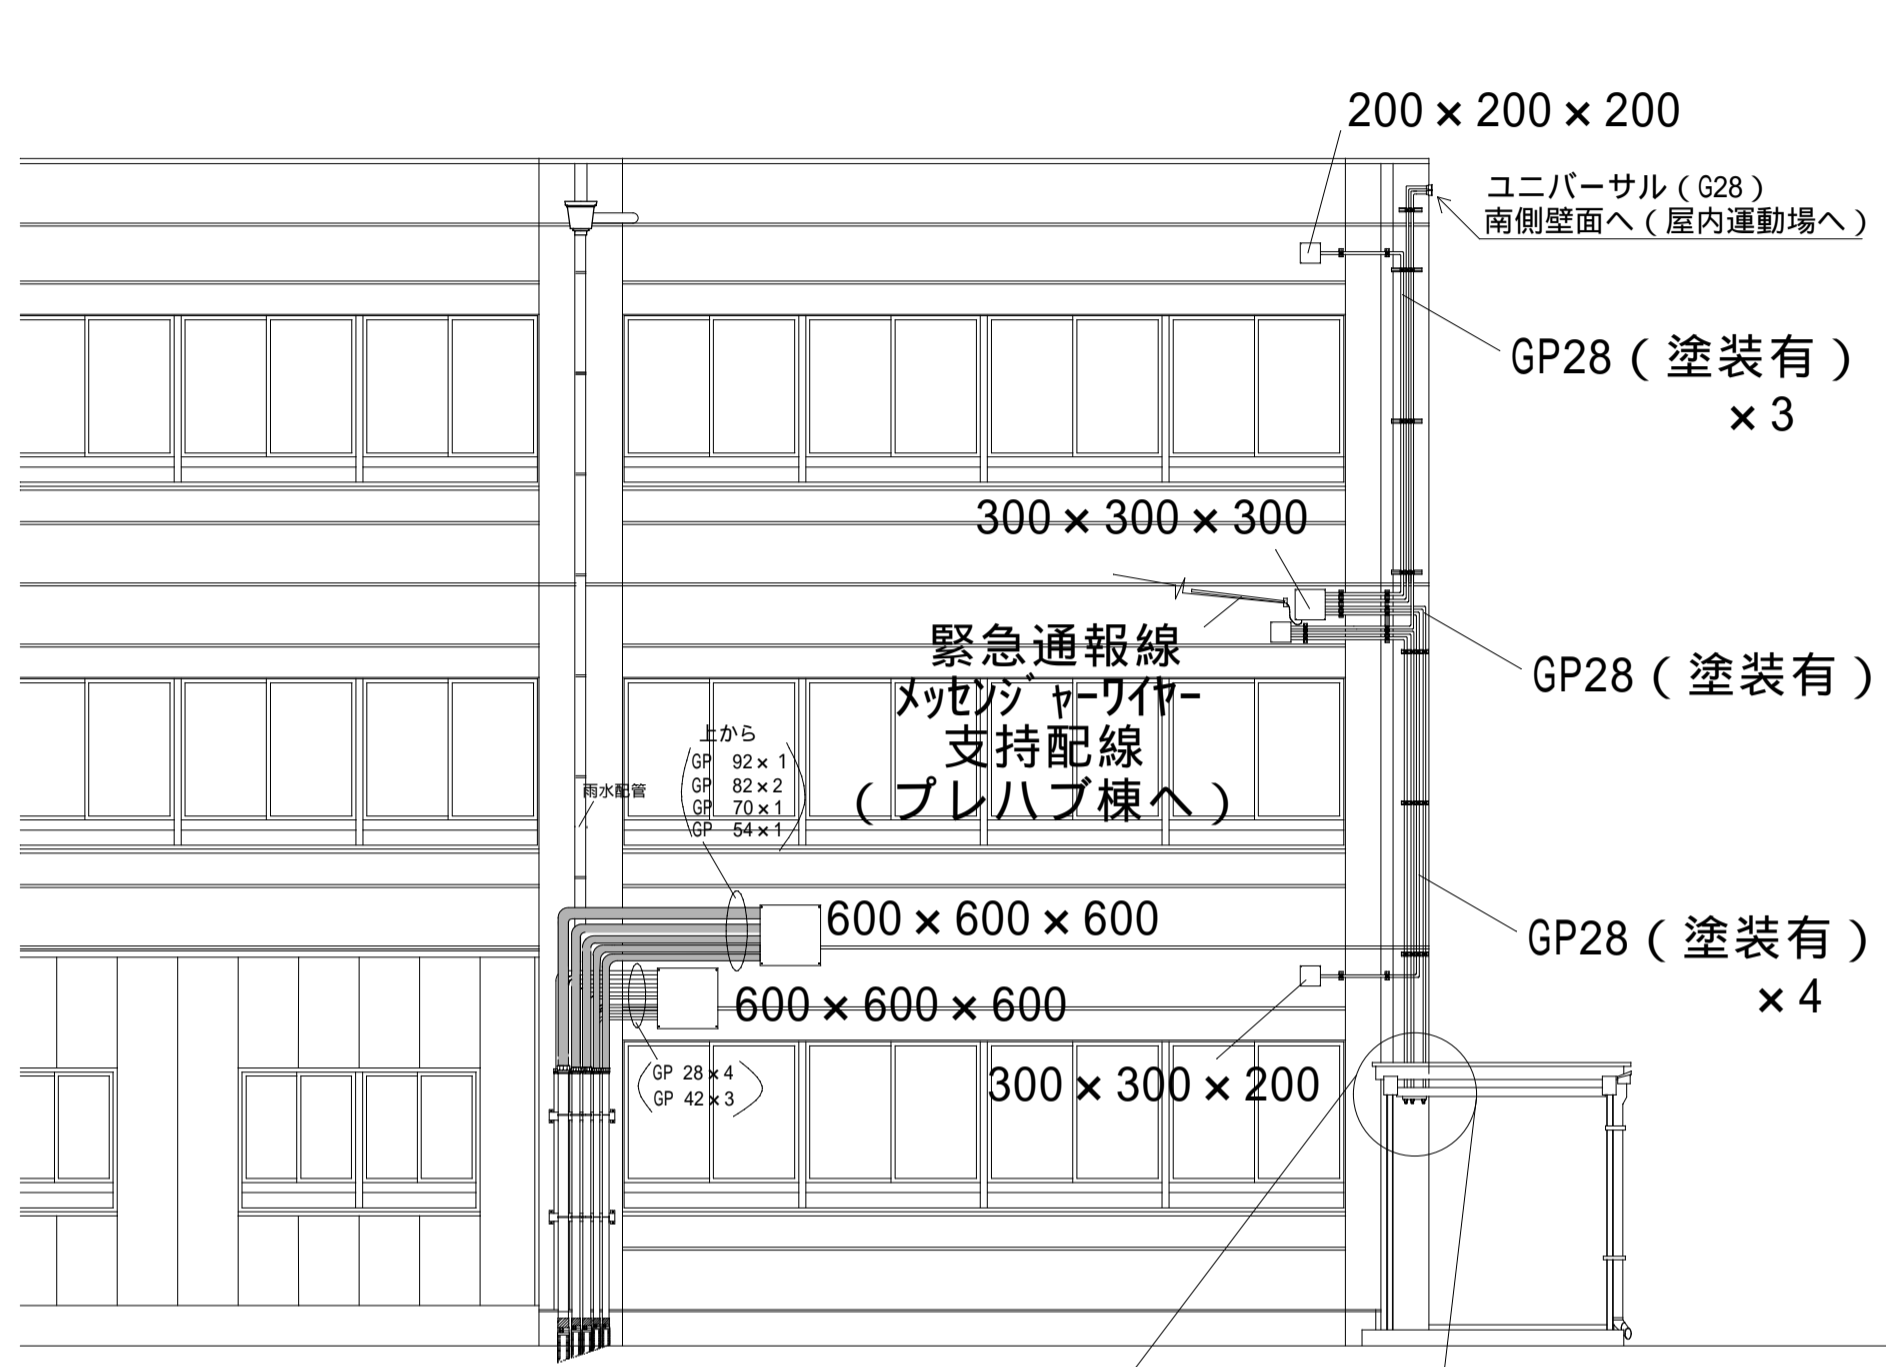 200×200×200
ユニバーサル(G28)
南側壁面へ(屋内運動場へ)
GP28(塗装有)
×3
300×300×300
緊急通報線
ﾒｯｾﾝｼﾞｬｰﾜｲﾔｰ
支持配線
(プレハブ棟へ)
GP28(塗装有)
上から
GP 92×1
GP 82×2
GP 70×1
GP 54×1
雨水配管
600×600×600
GP28(塗装有)
×4
600×600×600
GP 28×4
GP 42×3
300×300×200